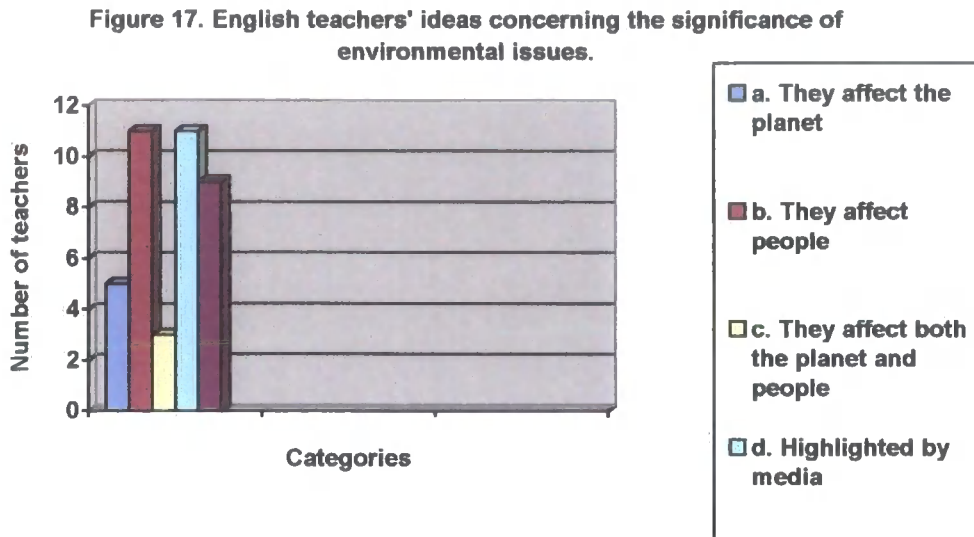 Figure 17. English teachers' ideas concerning the significance of
environmental issues.
12
10
8
6
4
2
0
Number of teachers
Categories
a. They affect the
planet
b. They affect
people
c. They affect both
the planet and
people
d. Highlighted by
media